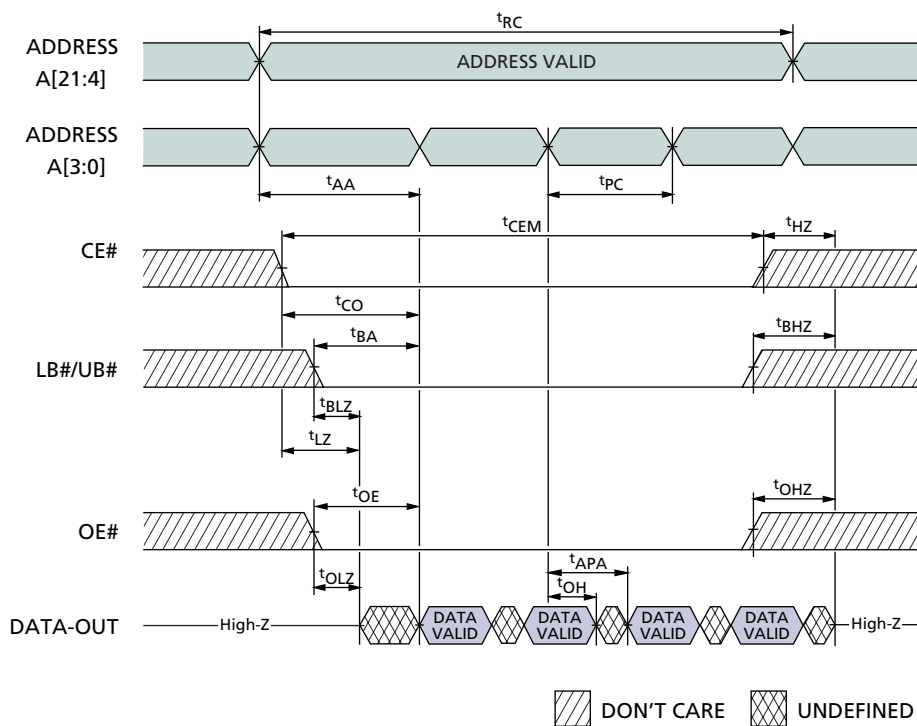 tRC
ADDRESS
A[21:4]
ADDRESS VALID
ADDRESS
A[3:0]
tAA
tPC
tCEM
tHZ
CE#
tCO
tBA
tBHZ
LB#/UB#
tBLZ
tLZ
tOE
tOHZ
OE#
tAPA
tOLZ
tOH
DATA-OUT
High-Z
DATA
VALID
DATA
VALID
DATA
VALID
DATA
VALID
High-Z
DON'T CARE
UNDEFINED